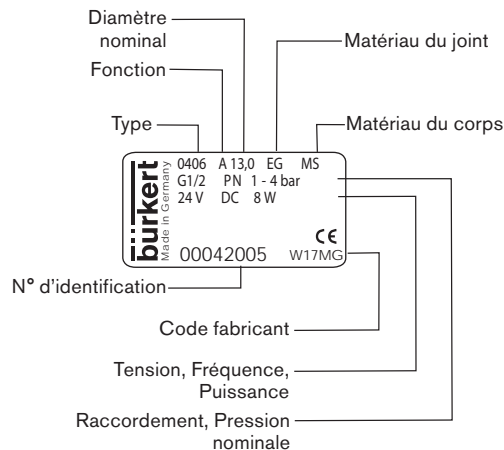 Diamètre
nominal
Matériau du joint
Fonction
Type
Matériau du corps
bürkert
Made in Germany
0406 A 13,0 EG MS
G1/2 PN 1 - 4 bar
24 V DC 8 W
CE
00042005 W17MG
N° d'identification
Code fabricant
Tension, Fréquence,
Puissance
Raccordement, Pression
nominale